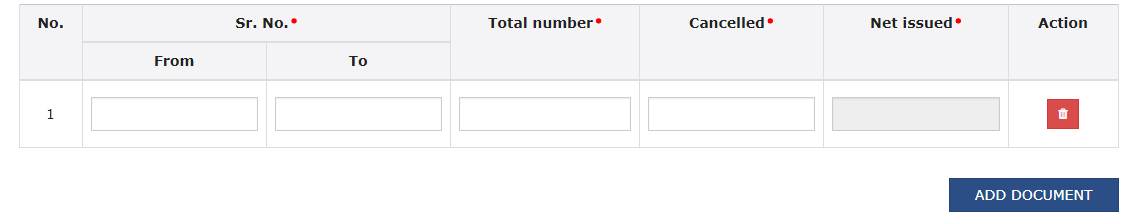 No. Sr. No.• Total number• Cancelled• Net issued• Action
From To
1
ADD DOCUMENT